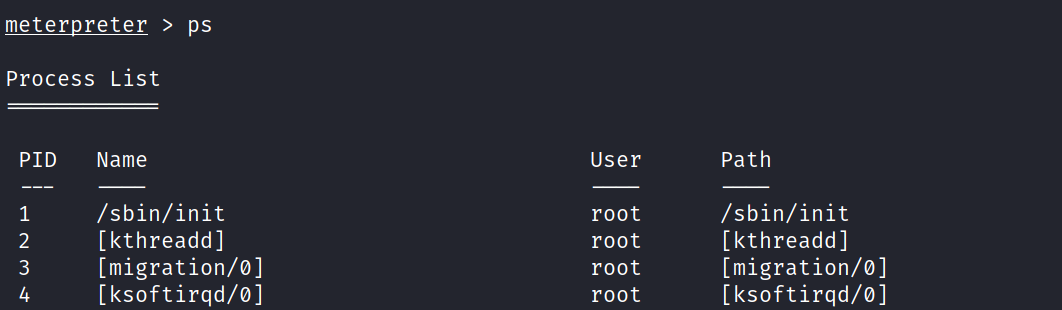 meterpreter > ps
Process List
============
PID Name User Path
--- ---- ---- ----
1 /sbin/init root /sbin/init
2 [kthreadd] root [kthreadd]
3 [migration/0] root [migration/0]
4 [ksoftirqd/0] root [ksoftirqd/0]